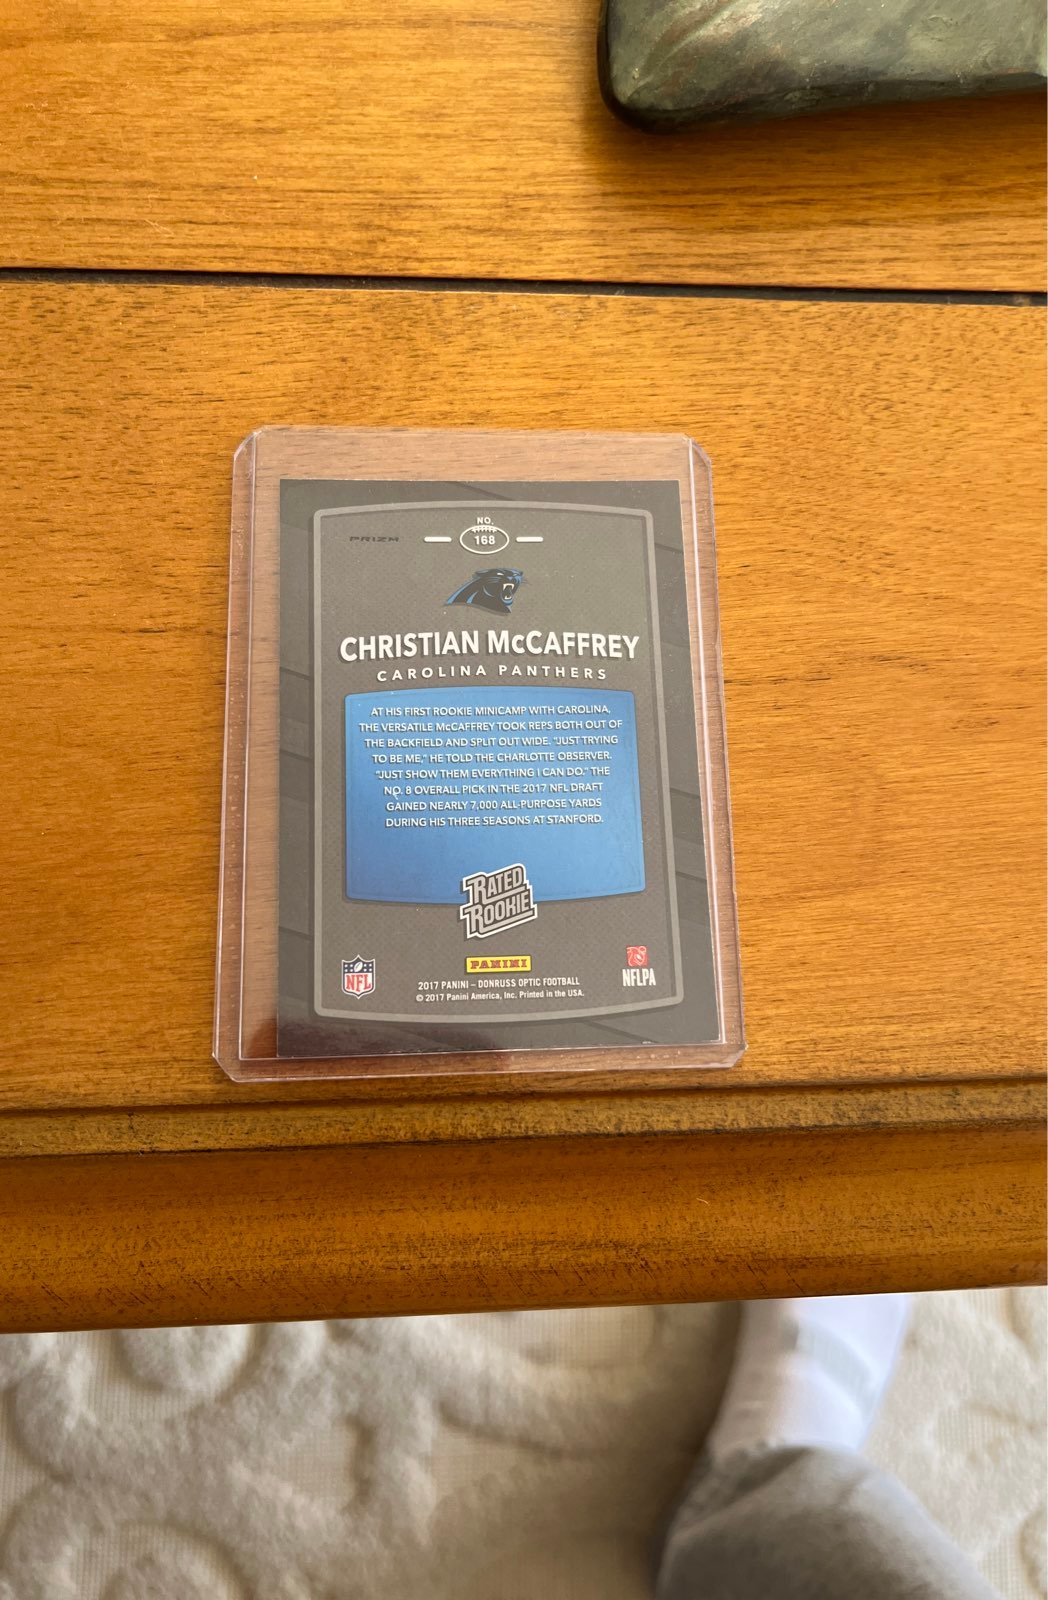 NO.
PRIZM
168
CHRISTIAN McCAFFREY
CAROLINA PANTHERS
AT HIS FIRST ROOKIE MINICAMP WITH CAROLINA,
THE VERSATILE McCAFFREY TOOK REPS BOTH OUT OF
THE BACKFIELD AND SPLIT OUT WIDE. "JUST TRYING
TO BE ME," HE TOLD THE CHARLOTTE OBSERVER.
"JUST SHOW THEM EVERYTHING I CAN DO." THE
NO. 8 OVERALL PICK IN THE 2017 NFL DRAFT
GAINED NEARLY 7,000 ALL-PURPOSE YARDS
DURING HIS THREE SEASONS AT STANFORD.
RATED
ROOKIE
NFL
PANINI
NFLPA
2017 PANINI – DONRUSS OPTIC FOOTBALL
© 2017 Panini America, Inc. Printed in the USA.